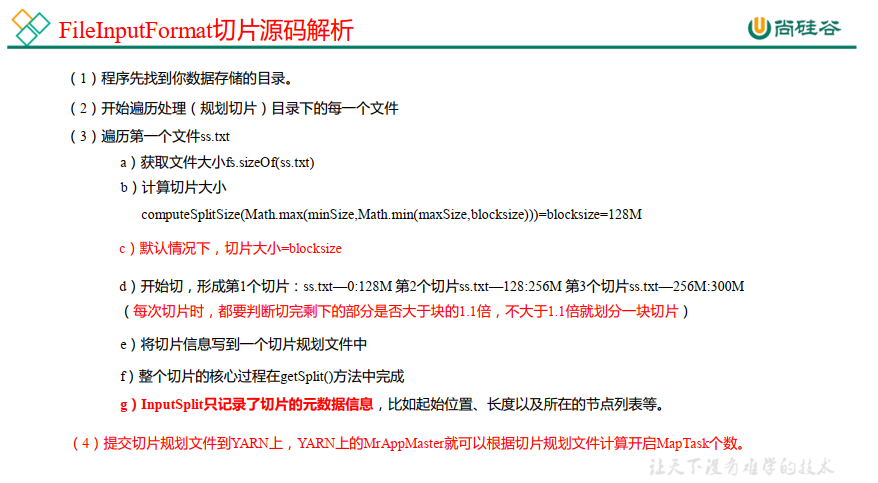 FileInputFormat切片源码解析
尚硅谷
（1）程序先找到你数据存储的目录。
（2）开始遍历处理（规划切片）目录下的每一个文件
（3）遍历第一个文件ss.txt
a）获取文件大小fs.sizeOf(ss.txt)
b）计算切片大小
computeSplitSize(Math.max(minSize,Math.min(maxSize,blocksize)))=blocksize=128M
c）默认情况下，切片大小=blocksize
d）开始切，形成第1个切片：ss.txt—0:128M 第2个切片ss.txt—128:256M 第3个切片ss.txt—256M:300M
（每次切片时，都要判断切完剩下的部分是否大于块的1.1倍，不大于1.1倍就划分一块切片）
e）将切片信息写到一个切片规划文件中
f）整个切片的核心过程在getSplit()方法中完成
g）InputSplit只记录了切片的元数据信息，比如起始位置、长度以及所在的节点列表等。
（4）提交切片规划文件到YARN上，YARN上的MrAppMaster就可以根据切片规划文件计算开启MapTask个数。
让天下没有难学的技术